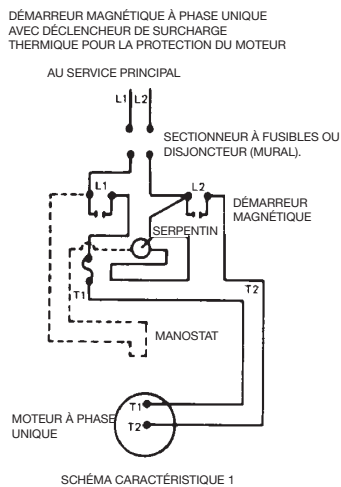 DÉMARREUR MAGNÉTIQUE À PHASE UNIQUE
AVEC DÉCLENCHEUR DE SURCHARGE
THERMIQUE POUR LA PROTECTION DU MOTEUR
AU SERVICE PRINCIPAL
L1 L2
SECTIONNEUR À FUSIBLES OU
DISJONCTEUR (MURAL).
L1
L2
DÉMARREUR
MAGNÉTIQUE
SERPENTIN
T1
T2
MANOSTAT
T1
MOTEUR À PHASE
UNIQUE
T2
SCHÉMA CARACTÉRISTIQUE 1